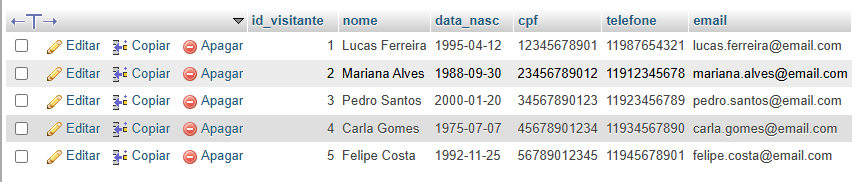 id_visitante nome data_nasc cpf telefone email
Editar Copiar Apagar 1 Lucas Ferreira 1995-04-12 12345678901 11987654321 lucas.ferreira@email.com
Editar Copiar Apagar 2 Mariana Alves 1988-09-30 23456789012 11912345678 mariana.alves@email.com
Editar Copiar Apagar 3 Pedro Santos 2000-01-20 34567890123 11923456789 pedro.santos@email.com
Editar Copiar Apagar 4 Carla Gomes 1975-07-07 45678901234 11934567890 carla.gomes@email.com
Editar Copiar Apagar 5 Felipe Costa 1992-11-25 56789012345 11945678901 felipe.costa@email.com